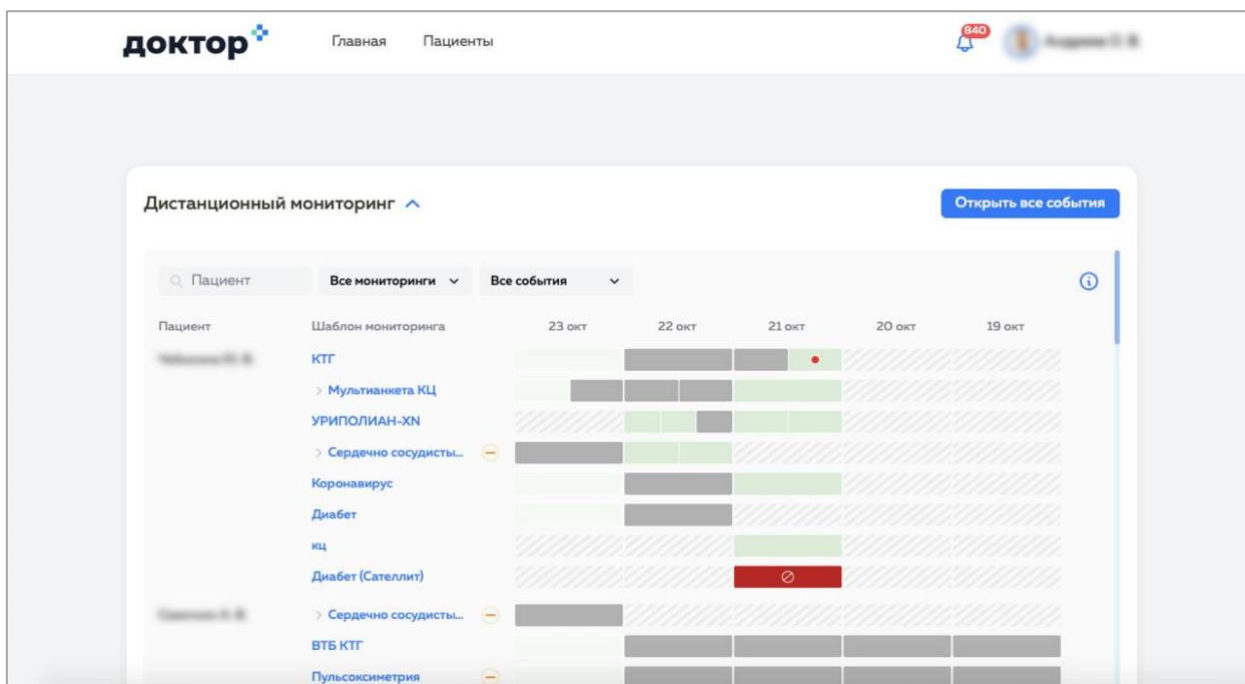 доктор Главная Пациенты 840
Дистанционный мониторинг Открыть все события
Пациент Все мониторинги Все события
Пациент Шаблон мониторинга 23 окт 22 окт 21 окт 20 окт 19 окт
КТГ
Мультианкета КЦ
УРИПОЛИАН-XN
Сердечно сосудисты...
Коронавирус
Диабет
кц
Диабет (Сателлит)
Сердечно сосудисты...
ВТБ КТГ
Пульсоксиметрия